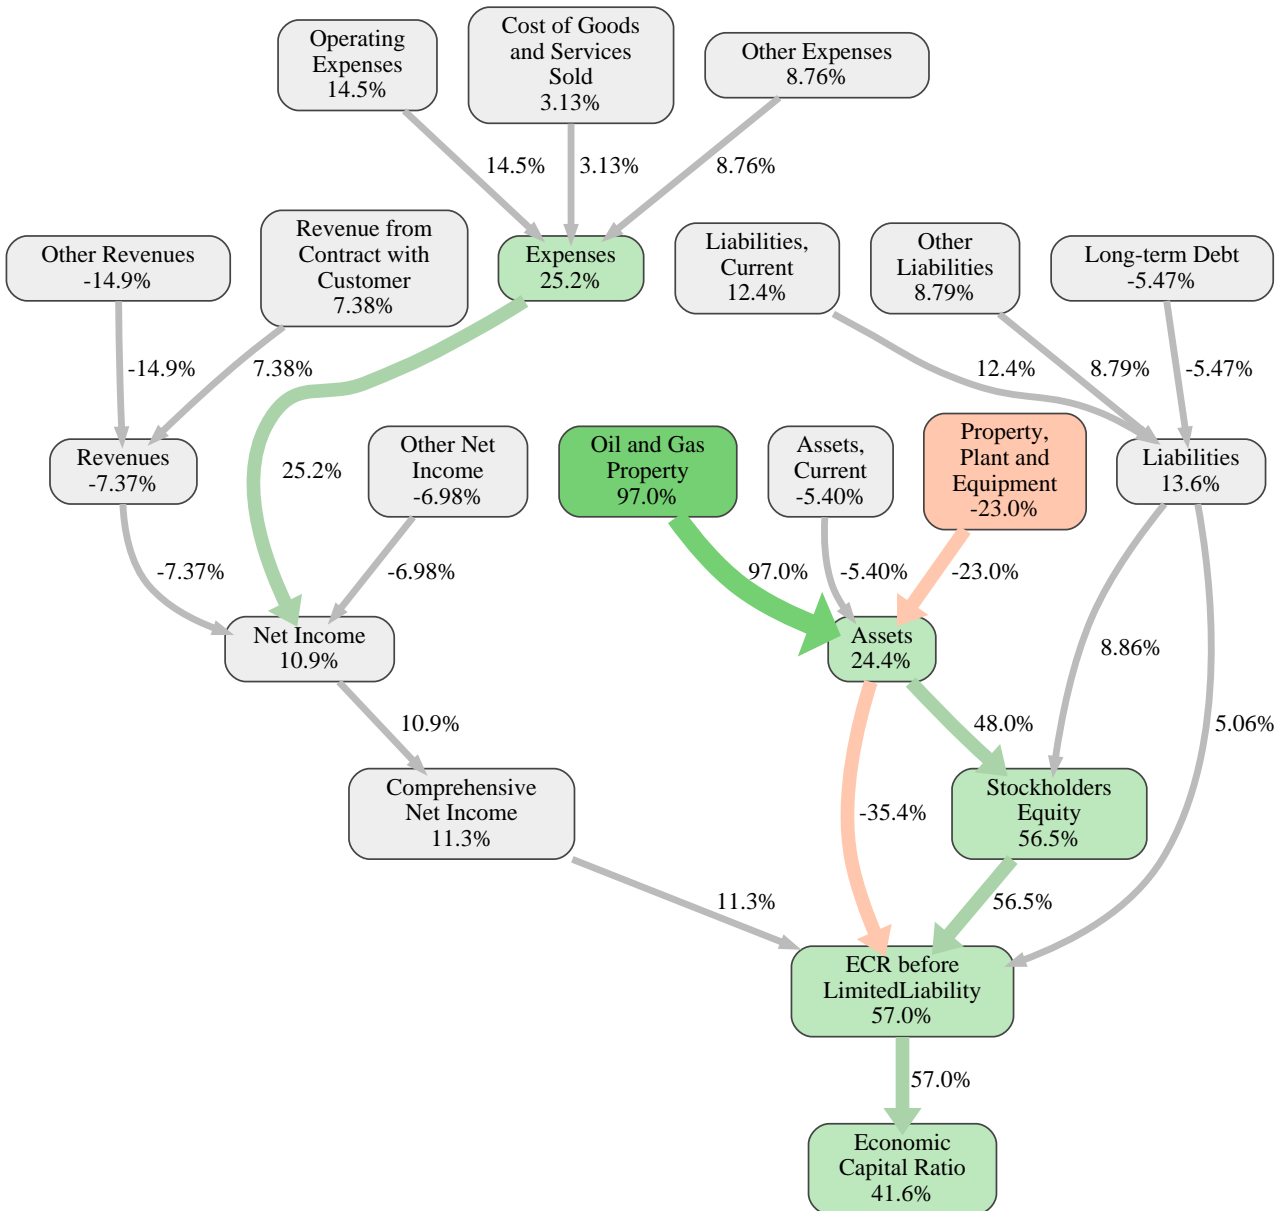 Operating
Expenses
14.5%
Cost of Goods
and Services
Sold
3.13%
Other Expenses
8.76%
14.5%
3.13%
8.76%
Other Revenues
-14.9%
Revenue from
Contract with
Customer
7.38%
Expenses
25.2%
Liabilities,
Current
12.4%
Other
Liabilities
8.79%
Long-term Debt
-5.47%
-14.9%
7.38%
12.4%
8.79%
-5.47%
Revenues
-7.37%
25.2%
Other Net
Income
-6.98%
Oil and Gas
Property
97.0%
Assets,
Current
-5.40%
Property,
Plant and
Equipment
-23.0%
Liabilities
13.6%
-7.37%
-6.98%
97.0%
-5.40%
-23.0%
Net Income
10.9%
Assets
24.4%
8.86%
10.9%
48.0%
5.06%
Comprehensive
Net Income
11.3%
-35.4%
Stockholders
Equity
56.5%
11.3%
56.5%
ECR before
LimitedLiability
57.0%
57.0%
Economic
Capital Ratio
41.6%